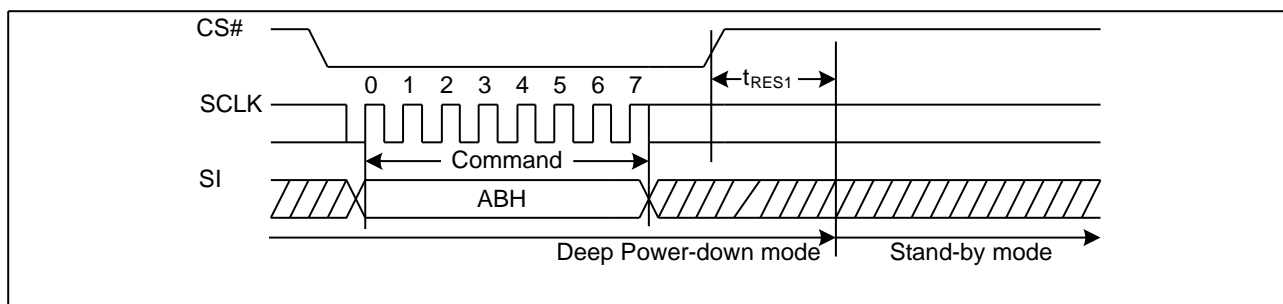 CS#
tRES1
0 1 2 3 4 5 6 7
SCLK
Command
SI
ABH
Deep Power-down mode
Stand-by mode